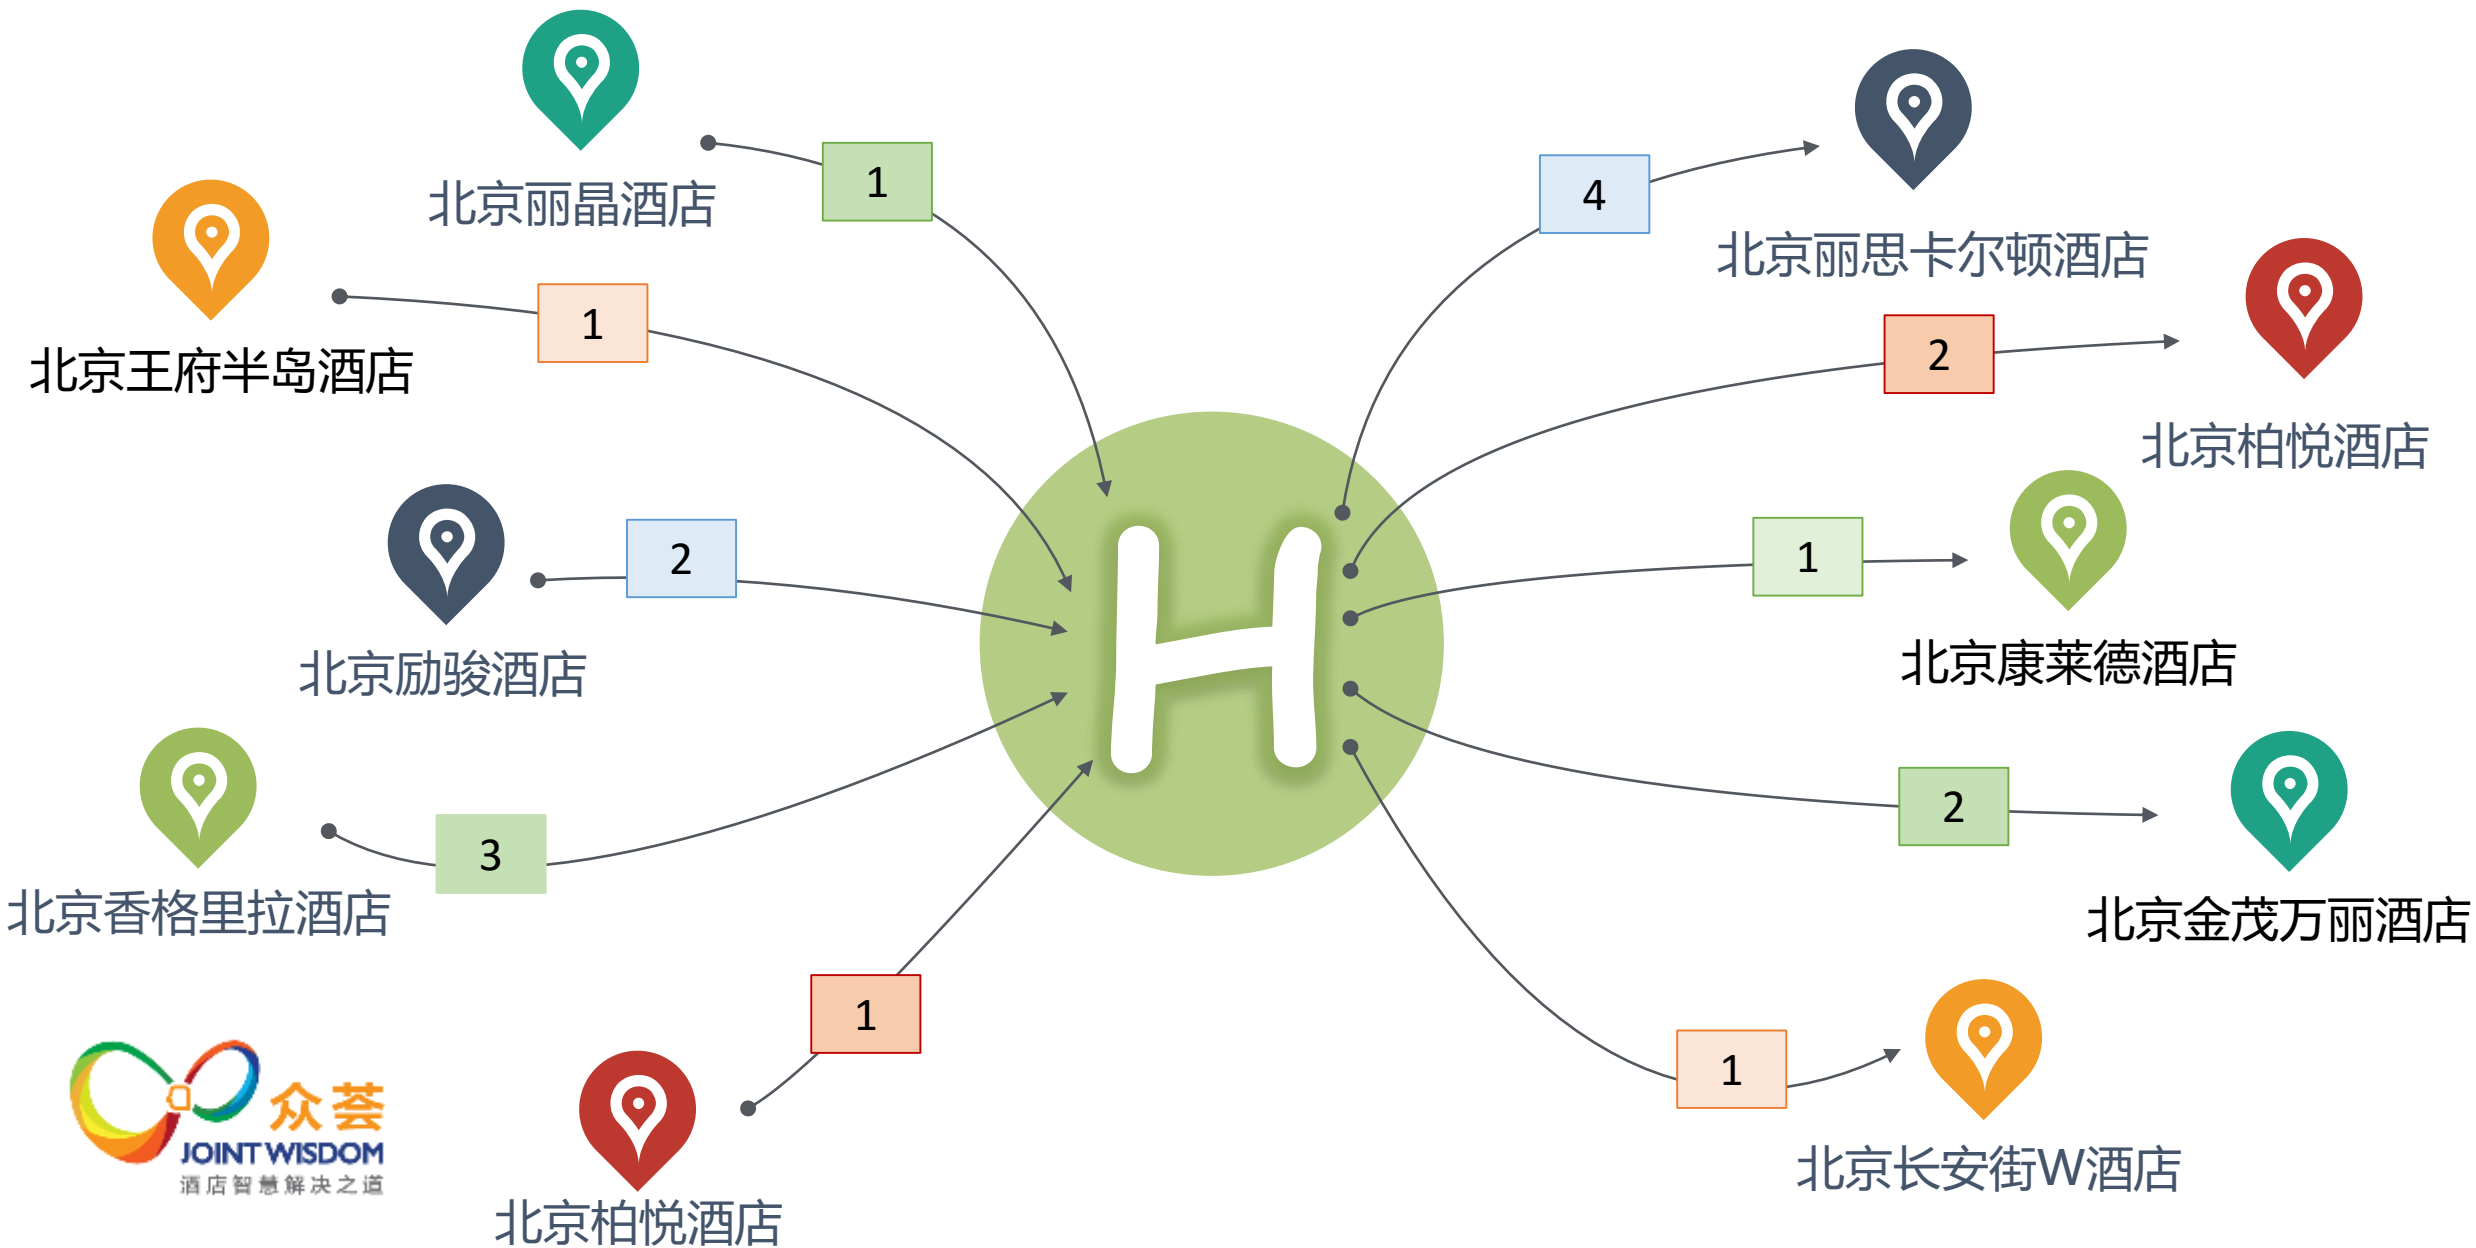 北京丽晶酒店
1
北京王府半岛酒店
1
北京励骏酒店
2
北京香格里拉酒店
3
北京柏悦酒店
1
H
4
北京丽思卡尔顿酒店
2
北京柏悦酒店
1
北京康莱德酒店
2
北京金茂万丽酒店
1
北京长安街W酒店
众荟
JOINT WISDOM
酒店智慧解决之道